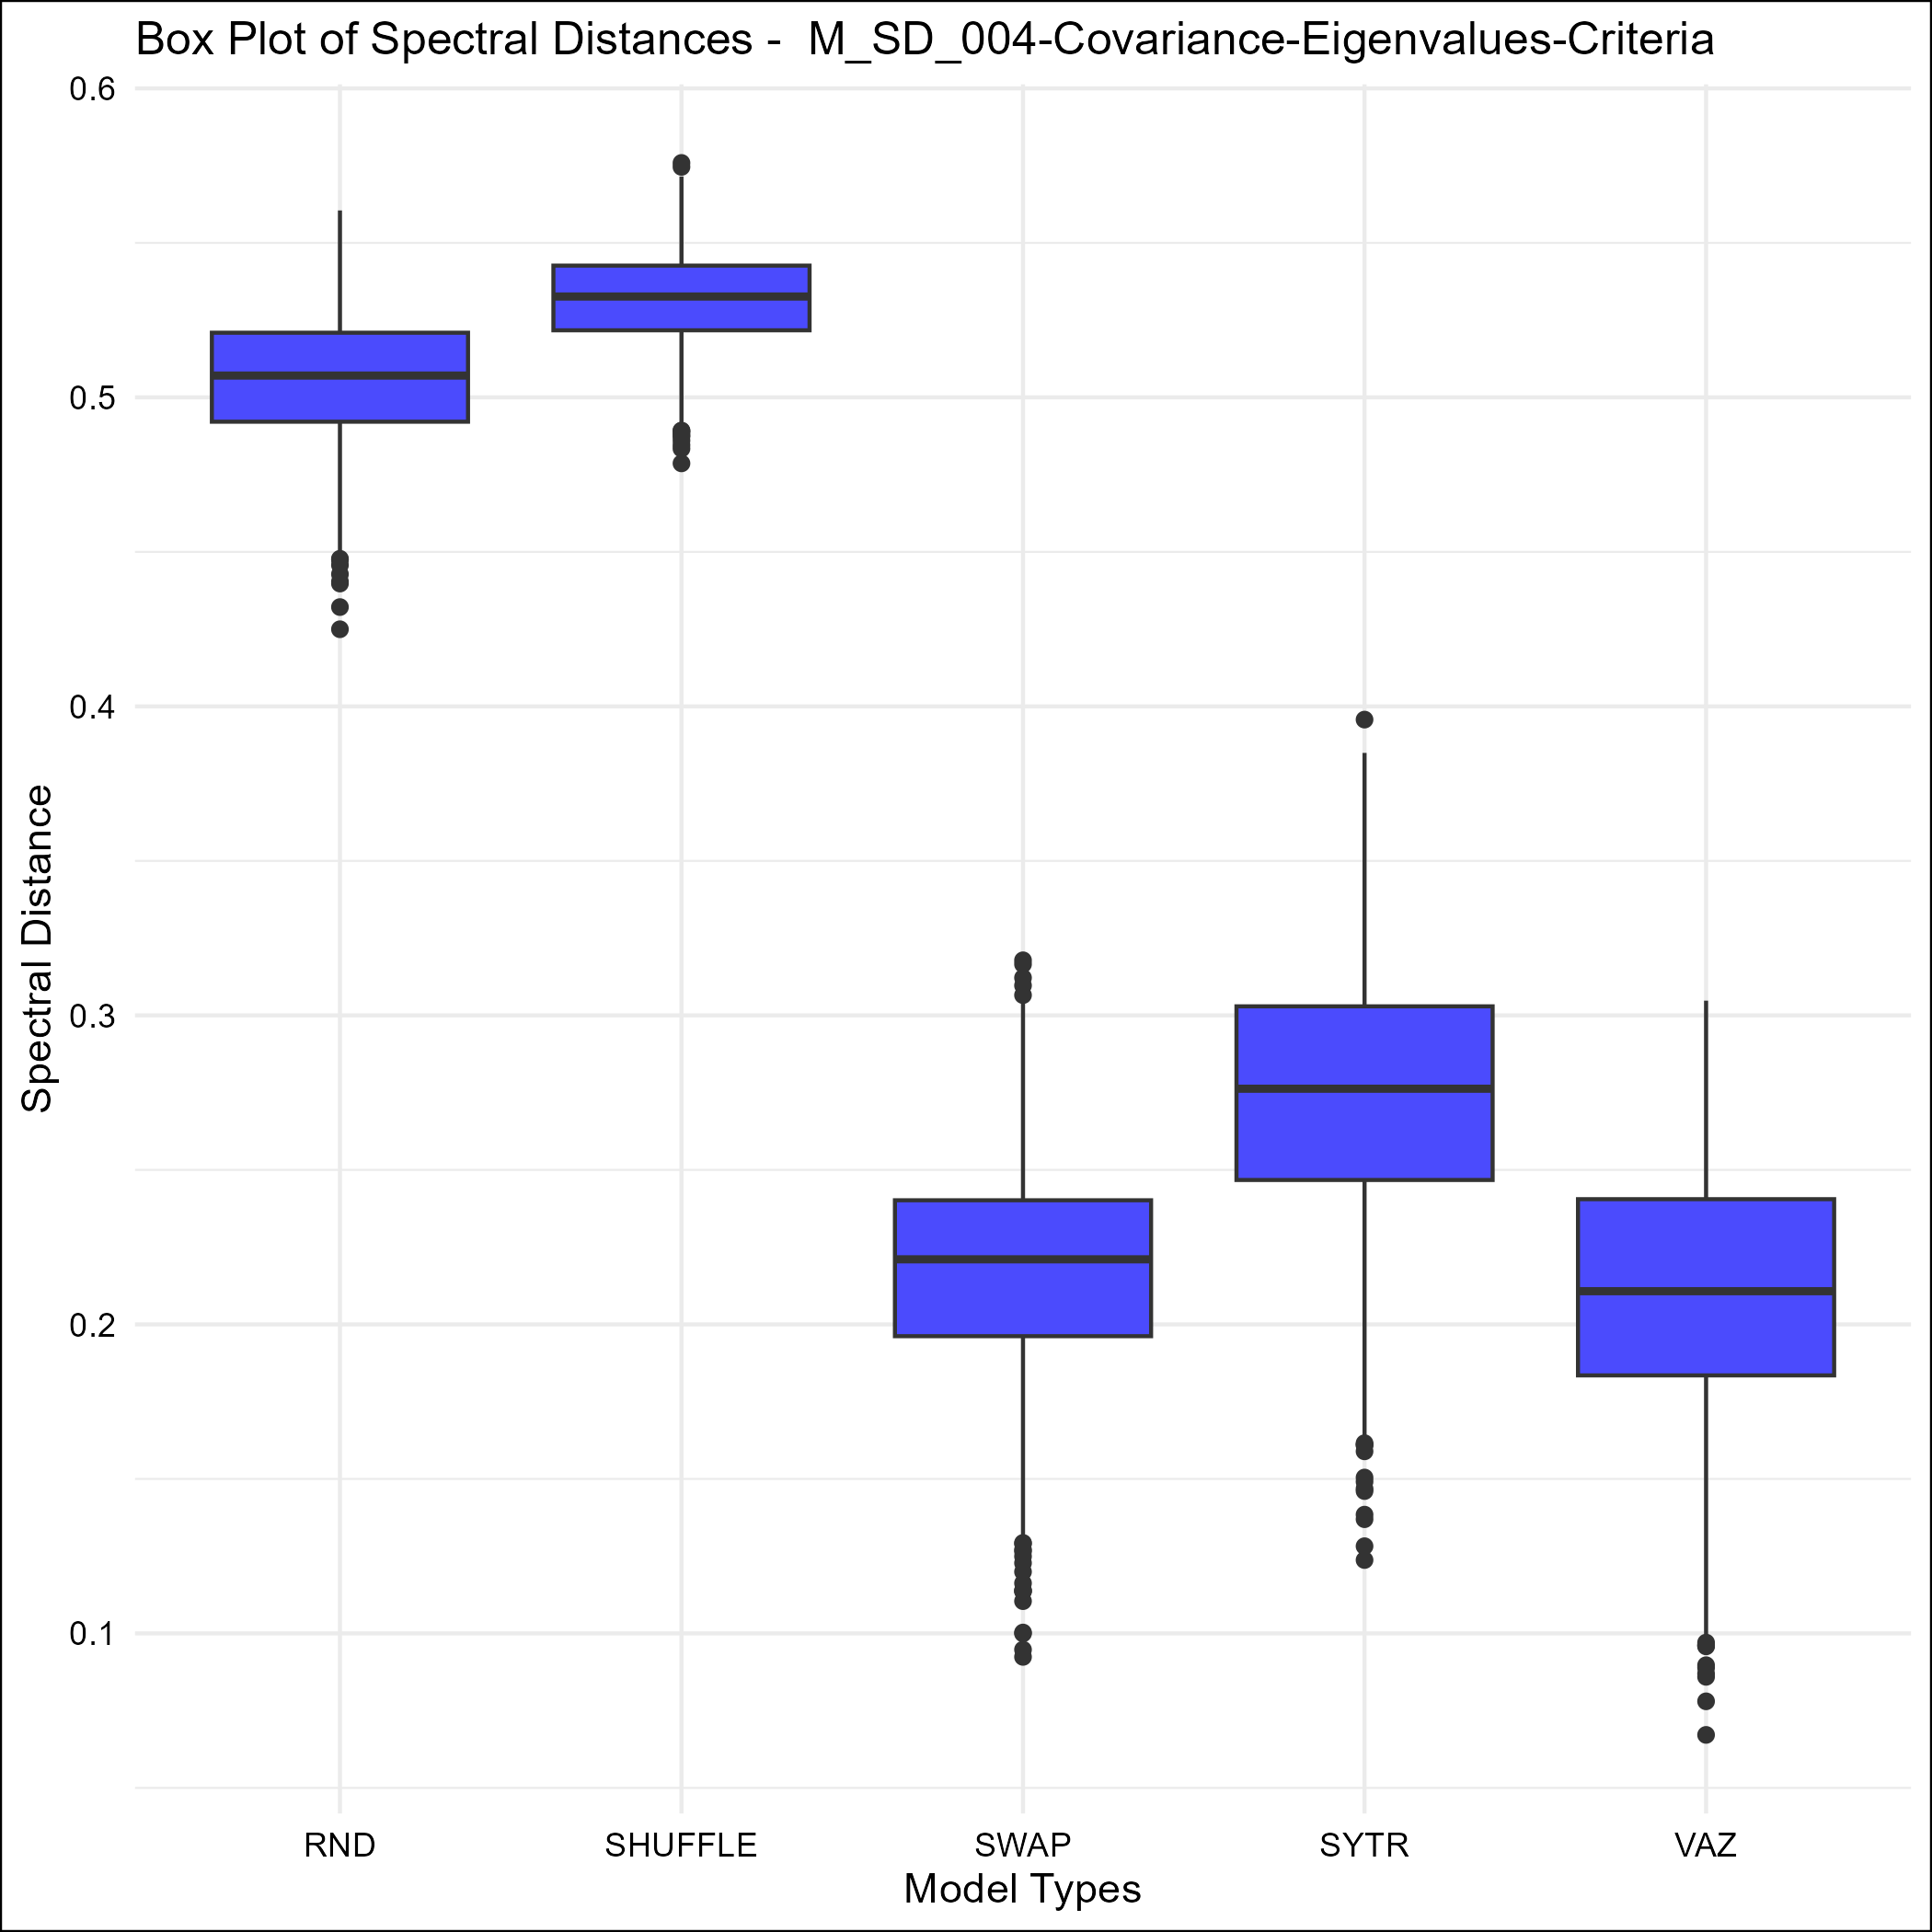 Box Plot of Spectral Distances -  M_SD_004-Covariance-Eigenvalues-Criteria
0.6
0.5
0.4
0.3
0.2
0.1
Spectral Distance
RND SHUFFLE SWAP SYTR VAZ
Model Types